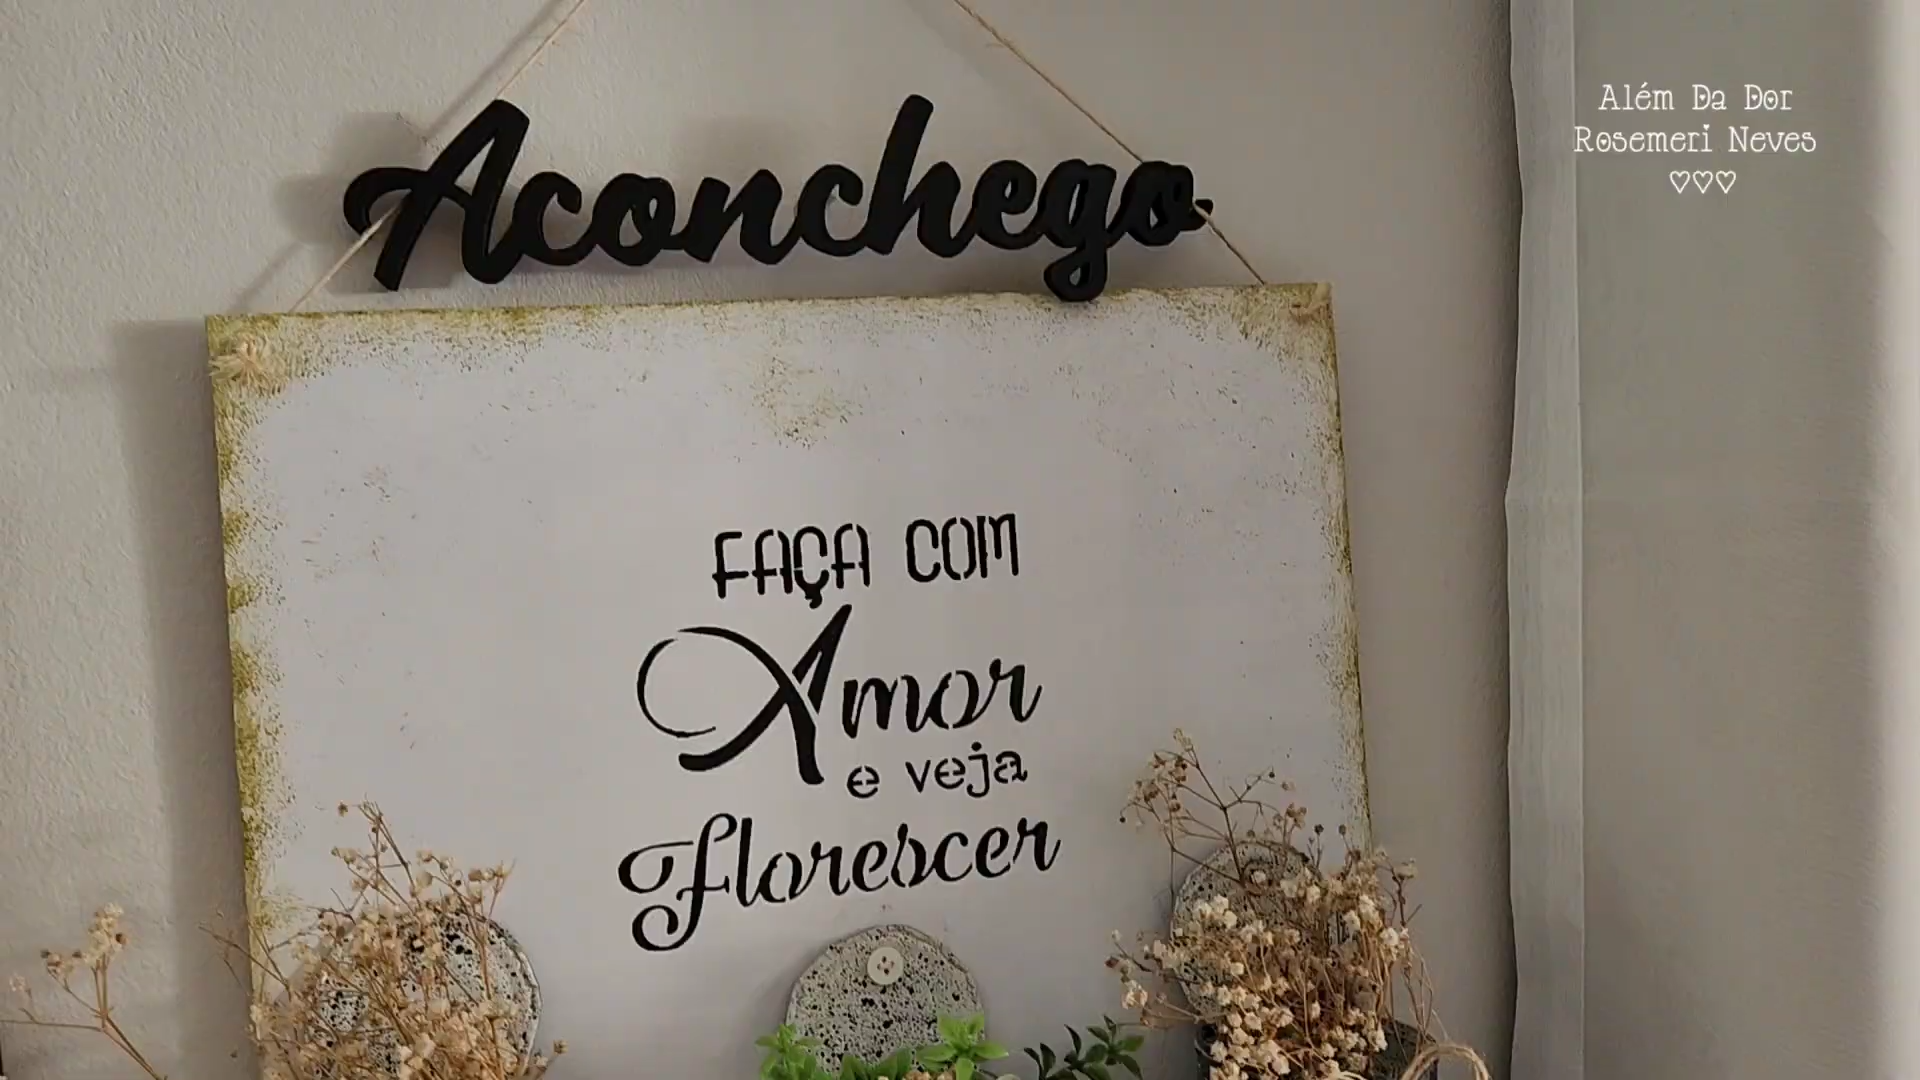 Além Da Dor
Rosemeri Neves
♡♡♡
Aconchego
FAÇA COM
Amor
e veja
Florescer